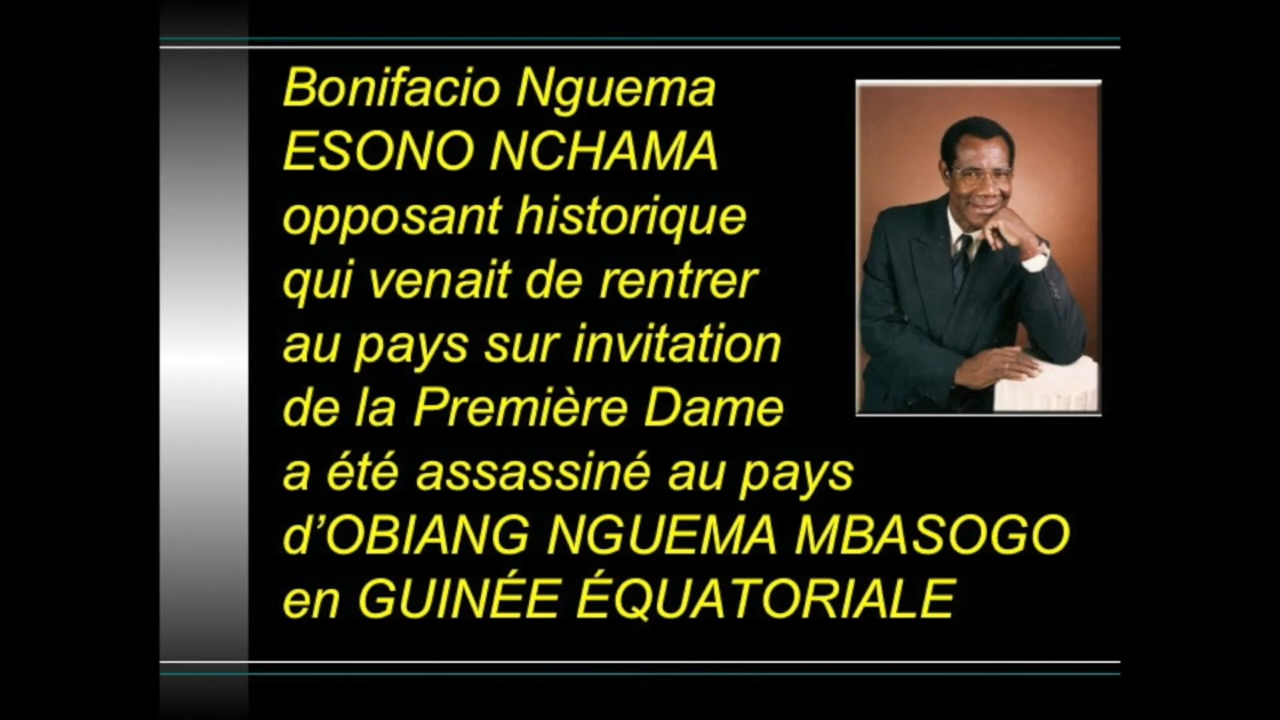 Bonifacio Nguema
ESONO NCHAMA
opposant historique
qui venait de rentrer
au pays sur invitation
de la Première Dame
a été assassiné au pays
d’OBIANG NGUEMA MBASOGO
en GUINÉE ÉQUATORIALE